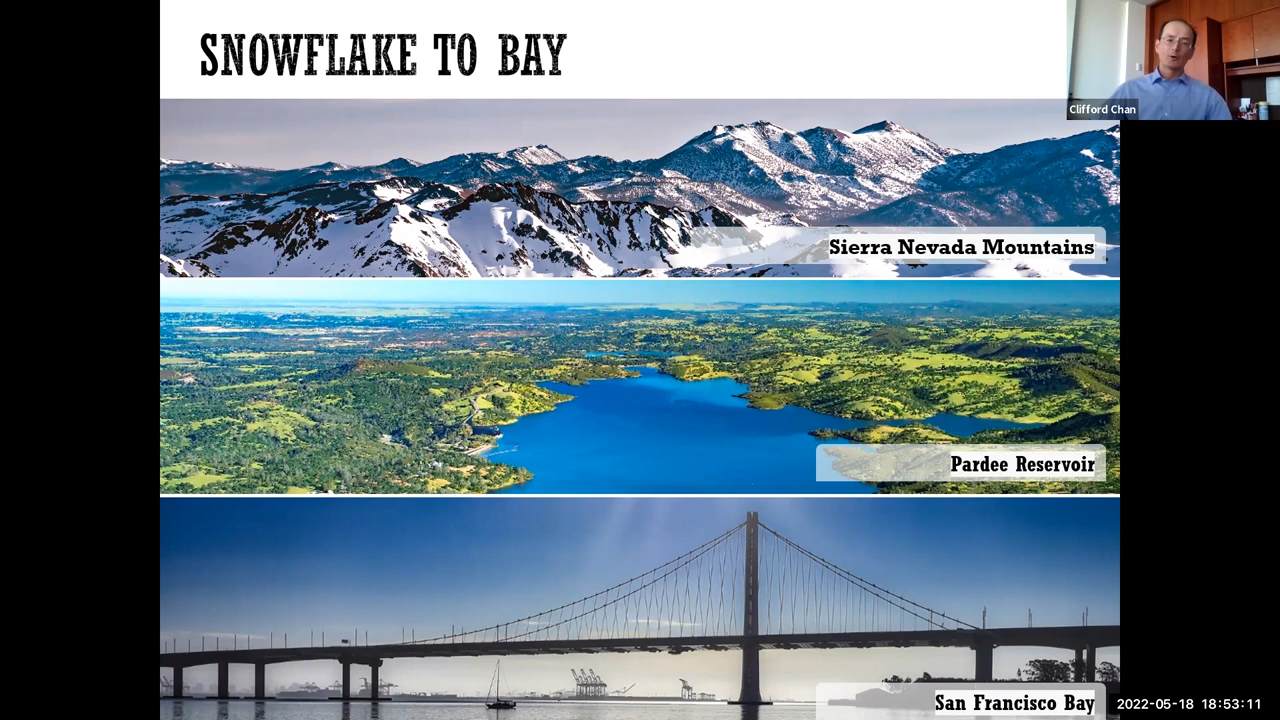 SNOWFLAKE TO BAY
Clifford Chan
Sierra Nevada Mountains
Pardee Reservoir
San Francisco Bay
2022-05-18 18:53:11